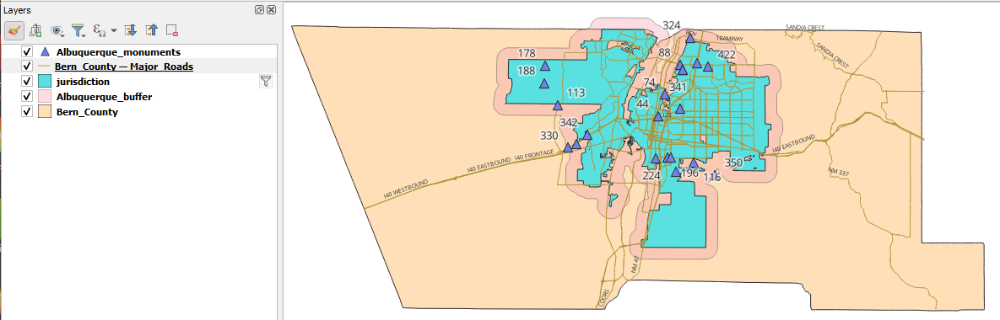 Layers
Albuquerque_monuments
Bern_County — Major_Roads
jurisdiction
Albuquerque_buffer
Bern_County
324
SANDIA CREST
TRAMWAY
178
88
422
SANDIA CREST
188
74
341
113
44
342
330
I40 EASTBOUND
I40 FRONTAGE
I40 EASTBOUND
350
NM 337
224
196
116
I40 WESTBOUND
NM 47
COORS